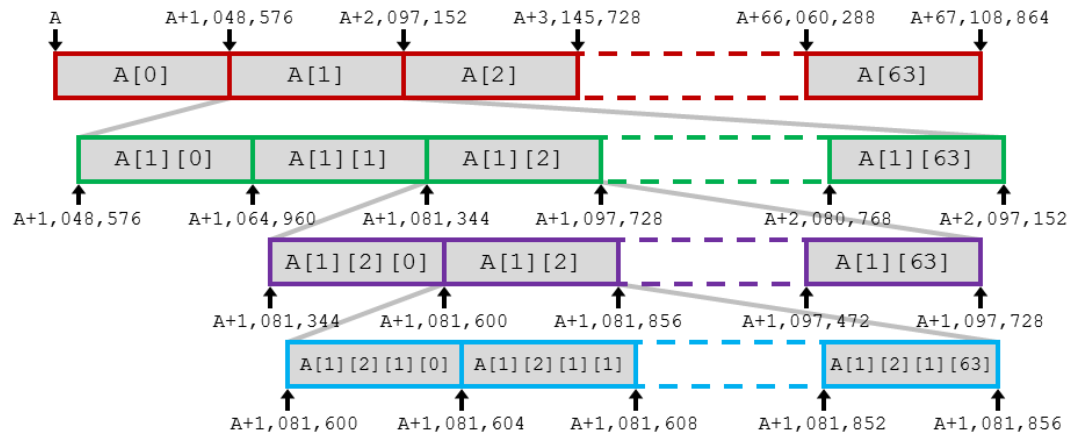 A A+1,048,576 A+2,097,152 A+3,145,728 A+66,060,288 A+67,108,864
A[0] A[1] A[2] A[63]
A[1][0] A[1][1] A[1][2] A[1][63]
A+1,048,576 A+1,064,960 A+1,081,344 A+1,097,728 A+2,080,768 A+2,097,152
A[1][2][0] A[1][2] A[1][63]
A+1,081,344 A+1,081,600 A+1,081,856 A+1,097,472 A+1,097,728
A[1][2][1][0] A[1][2][1][1] A[1][2][1][63]
A+1,081,600 A+1,081,604 A+1,081,608 A+1,081,852 A+1,081,856